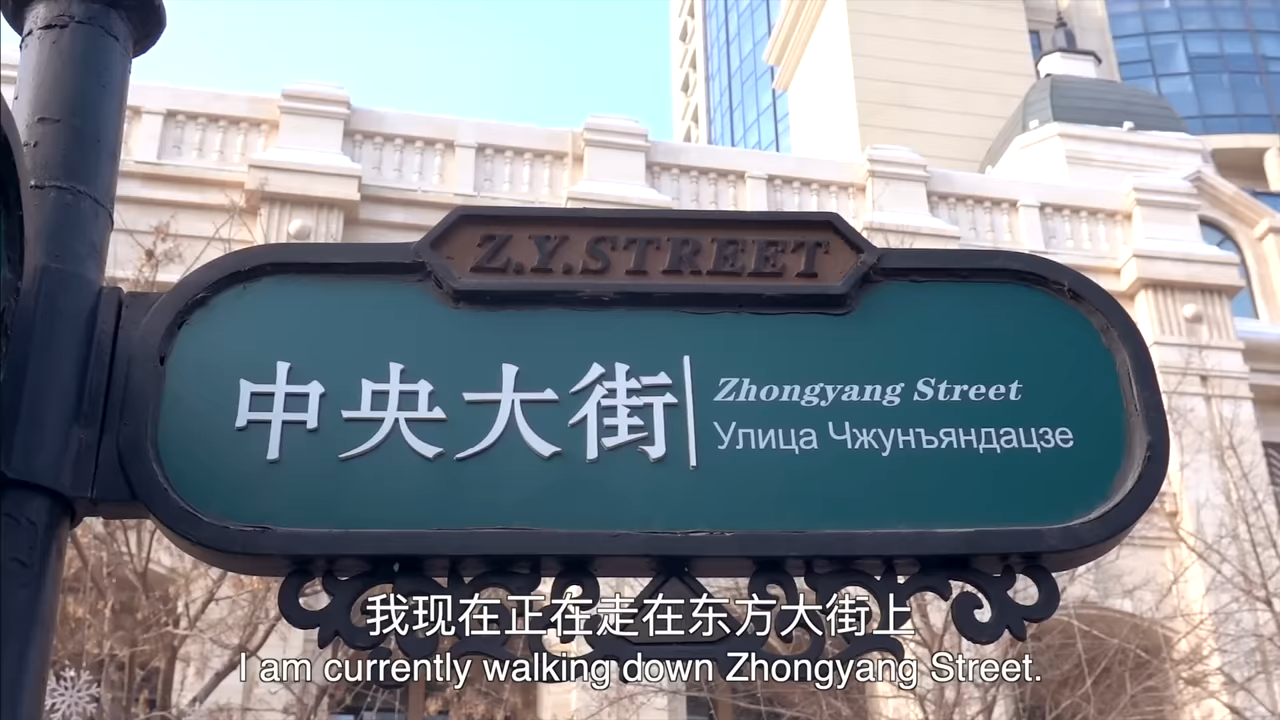 Z.Y.STREET
中央大街
Zhongyang Street
Улица Чжунъяндацзе
我现在正在走在东方大街上
I am currently walking down Zhongyang Street.